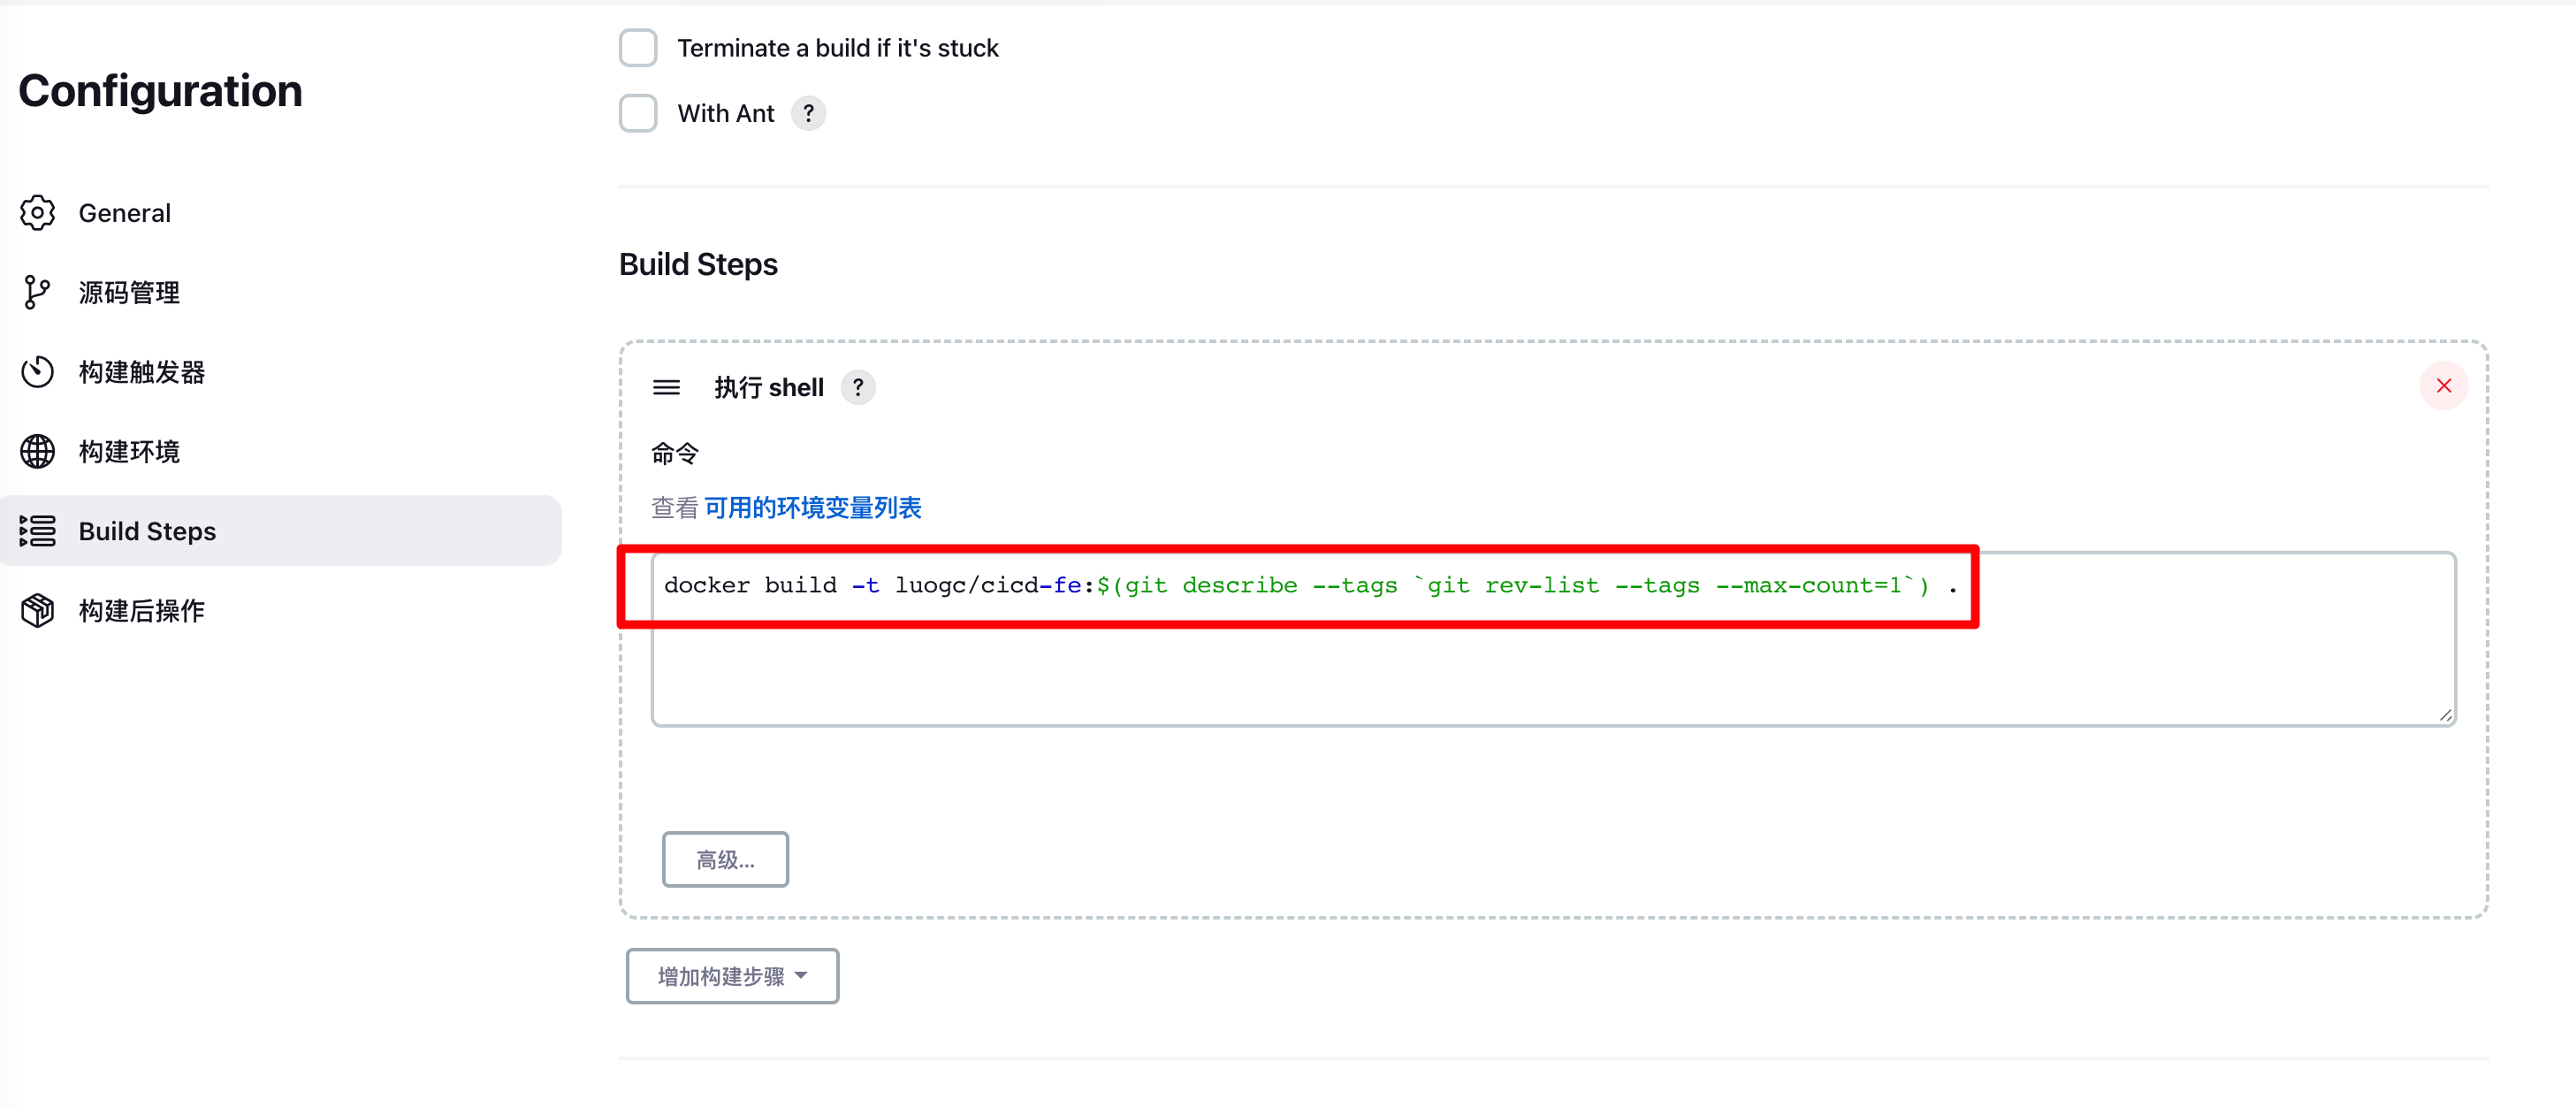 Terminate a build if it's stuck
Configuration
With Ant ?
General
源码管理
构建触发器
构建环境
Build Steps
构建后操作
Build Steps
执行 shell ?
命令
查看 可用的环境变量列表
docker build -t luogc/cicd-fe:$(git describe --tags `git rev-list --tags --max-count=1`) .
高级...
增加构建步骤